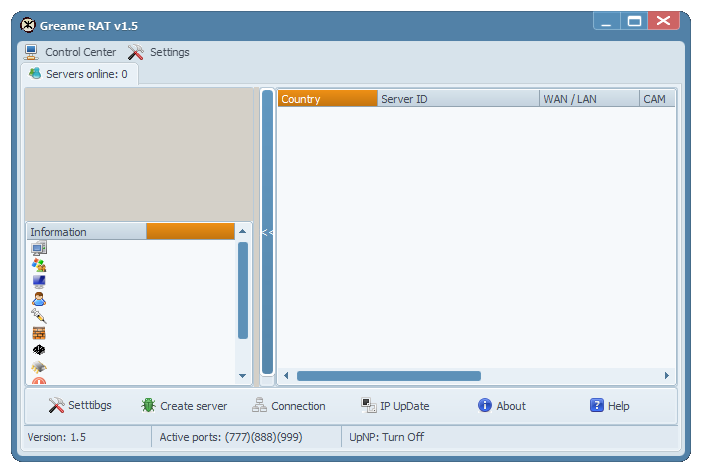 Greame RAT v1.5
Control Center Settings
Servers online: 0
Country Server ID WAN / LAN CAM
Information
<<
Setttibgs Create server Connection IP UpDate About Help
Version: 1.5 Active ports: (777)(888)(999) UpNP: Turn Off